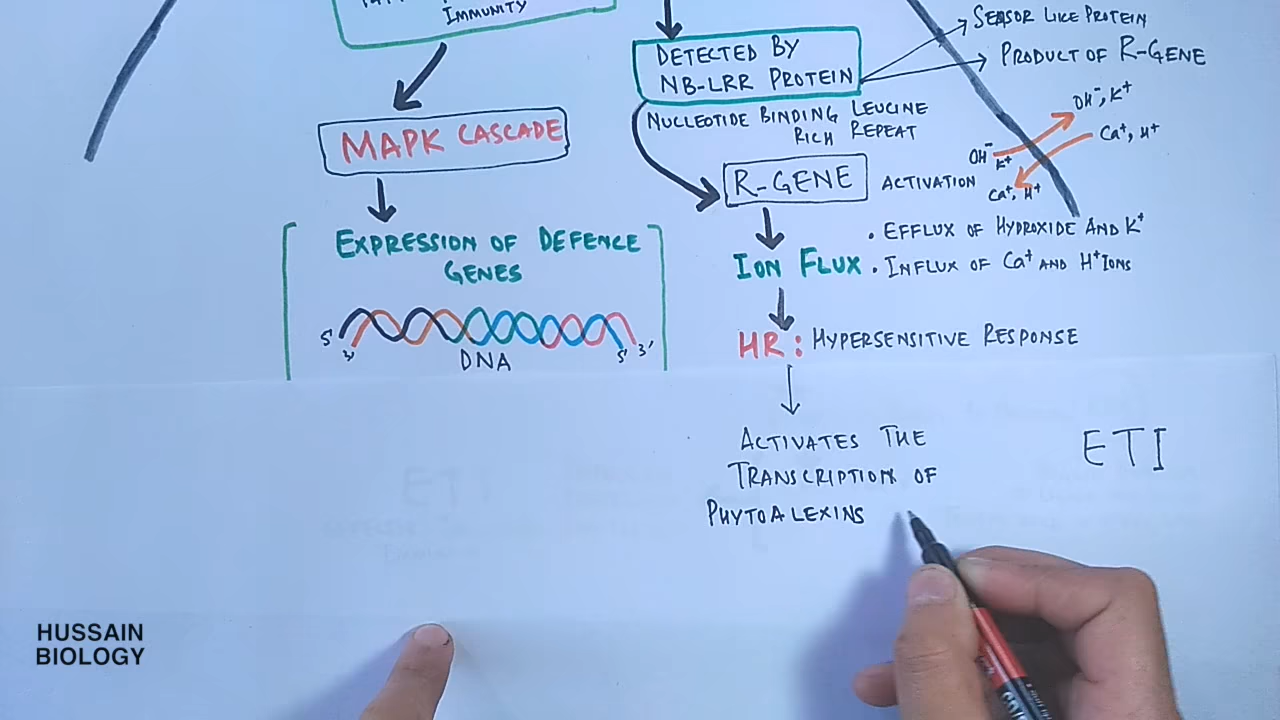 IMMUNITY
MAPK CASCADE
EXPRESSION OF DEFENCE
GENES
5'
3'
DNA
5' 3'
DETECTED BY
NB-LRR PROTEIN
SENSOR LIKE PROTEIN
PRODUCT OF R-GENE
NUCLEOTIDE BINDING LEUCINE
RICH REPEAT
OH⁻, K⁺
Ca⁺, H⁺
OH⁻
K⁺
Ca⁺, H⁺
R-GENE ACTIVATION
. EFFLUX OF HYDROXIDE AND K⁺
ION FLUX . INFLUX OF Ca⁺ AND H⁺ IONS
HR : HYPERSENSITIVE RESPONSE
ACTIVATES THE
TRANSCRIPTION OF
PHYTOALEXINS
ETI
HUSSAIN
BIOLOGY